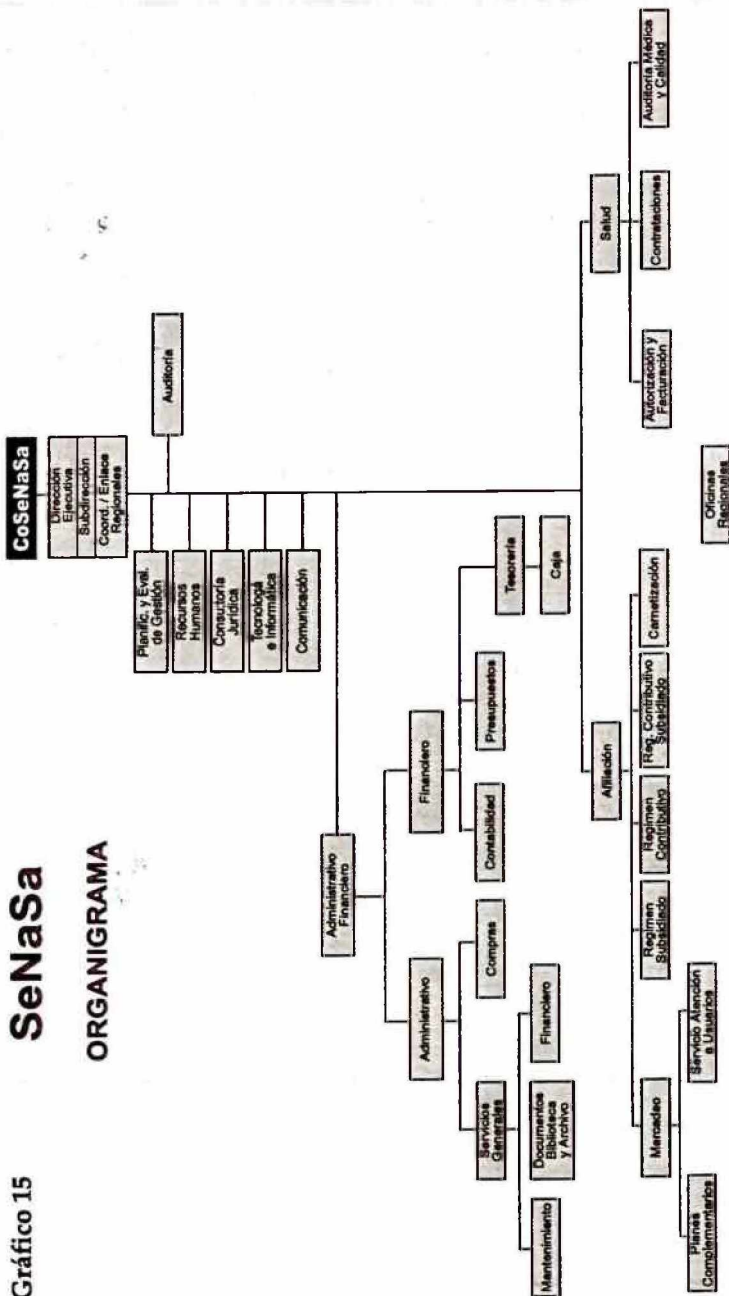 Gráfico 15
SeNaSa
ORGANIGRAMA
CoSeNaSa
Dirección
Ejecutiva
Subdirección
Coord. / Enlace
Regionales
Auditoría
Planific. y Eval.
de Gestión
Recursos
Humanos
Consultoría
Jurídica
Tecnología
e Informática
Comunicación
Administrativo
Financiero
Administrativo
Financiero
Servicios
Generales
Compras
Contabilidad
Presupuestos
Tesorería
Mantenimiento
Documentos
Biblioteca
y Archivo
Financiero
Caja
Afiliación
Salud
Mercadeo
Regimen
Subsidiado
Regimen
Contributivo
Reg. Contributivo
Subsidiado
Carnetización
Autorización y
Facturación
Contrataciones
Auditoría Médica
y Calidad
Planes
Complementarios
Servicio Atención
a Usuarios
Oficinas
Regionales